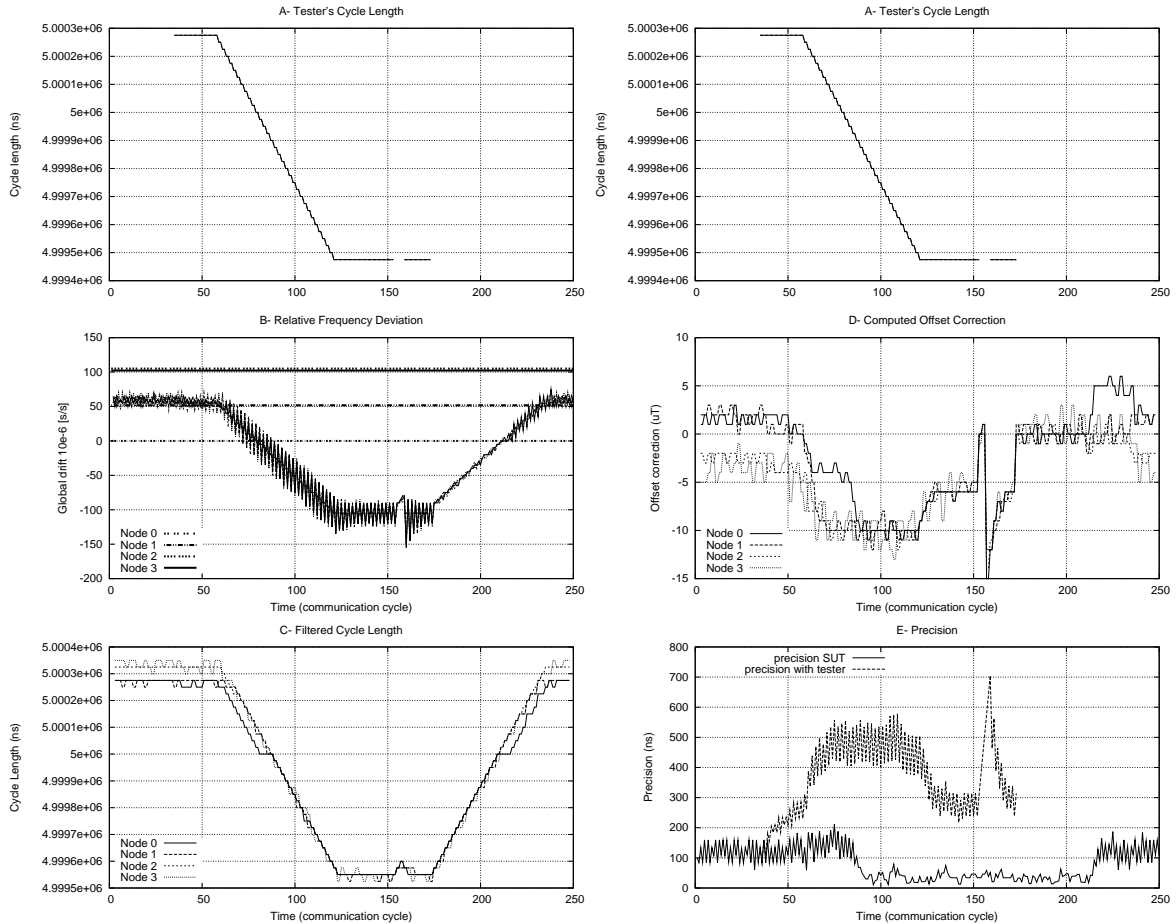 A- Tester's Cycle Length
5.0003e+06
5.0002e+06
5.0001e+06
5e+06
4.9999e+06
4.9998e+06
4.9997e+06
4.9996e+06
4.9995e+06
4.9994e+06
Cycle length (ns)
0 50 100 150 200 250
A- Tester's Cycle Length
5.0003e+06
5.0002e+06
5.0001e+06
5e+06
4.9999e+06
4.9998e+06
4.9997e+06
4.9996e+06
4.9995e+06
4.9994e+06
Cycle length (ns)
0 50 100 150 200 250
B- Relative Frequency Deviation
150
100
50
0
-50
-100
-150
-200
Global drift 10e-6 [s/s]
Node 0
Node 1
Node 2
Node 3
0 50 100 150 200 250
Time (communication cycle)
D- Computed Offset Correction
10
5
0
-5
-10
-15
Offset correction (uT)
Node 0
Node 1
Node 2
Node 3
0 50 100 150 200 250
Time (communication cycle)
C- Filtered Cycle Length
5.0004e+06
5.0003e+06
5.0002e+06
5.0001e+06
5e+06
4.9999e+06
4.9998e+06
4.9997e+06
4.9996e+06
4.9995e+06
Cycle Length (ns)
Node 0
Node 1
Node 2
Node 3
0 50 100 150 200 250
Time (communication cycle)
E- Precision
800
700
600
500
400
300
200
100
0
Precision (ns)
precision SUT
precision with tester
0 50 100 150 200 250
Time (communication cycle)